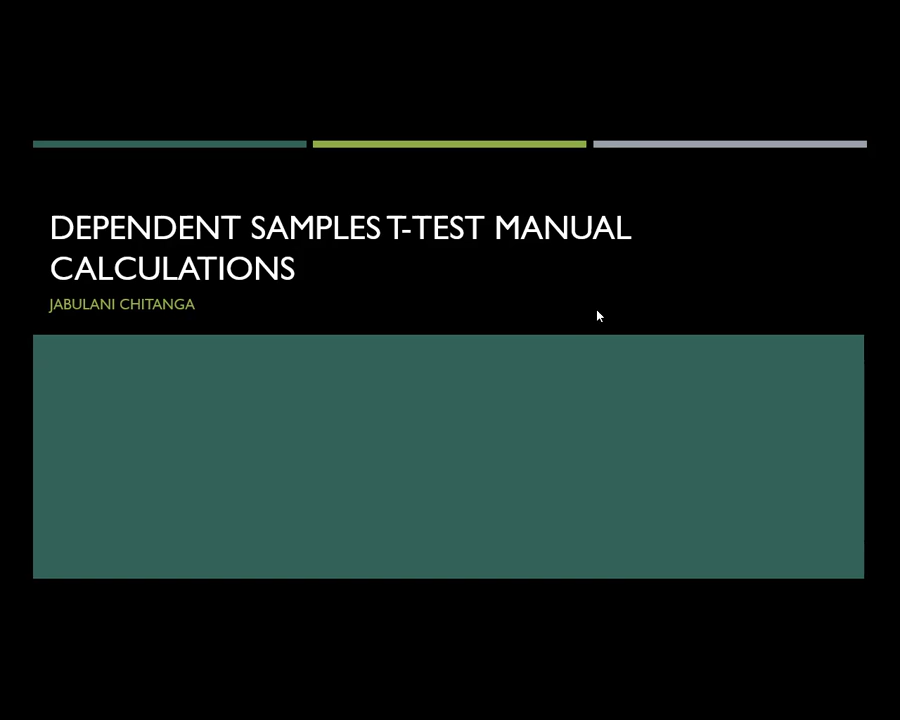 DEPENDENT SAMPLES T-TEST MANUAL
CALCULATIONS
JABULANI CHITANGA